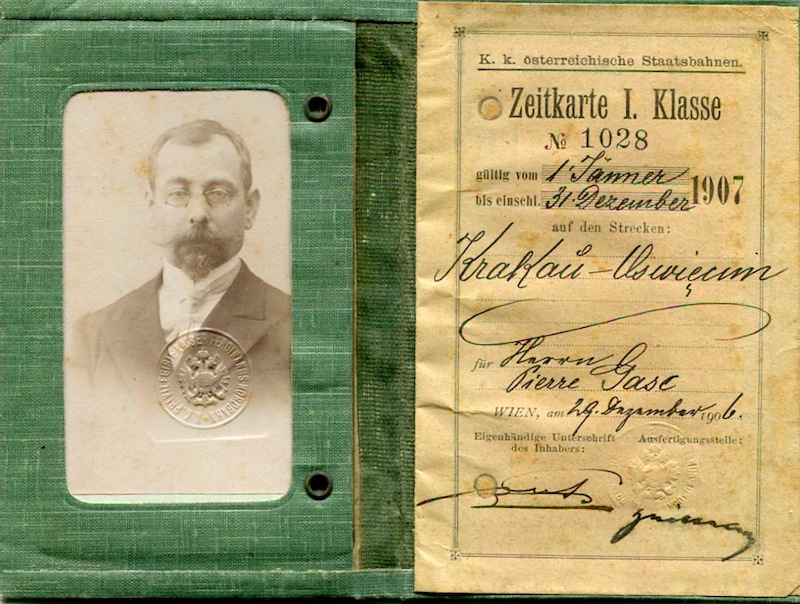 K. k. österreichische Staatsbahnen.
Zeitkarte I. Klasse
№ 1028
gültig vom 1. Jänner
bis einschl. 31. Dezember 1907
auf den Strecken:
Krakau – Oswięcim
für Herrn
Pierre Gasc
WIEN, am 29. Dezember 1906.
Eigenhändige Unterschrift
des Inhabers:
Ausfertigungsstelle: